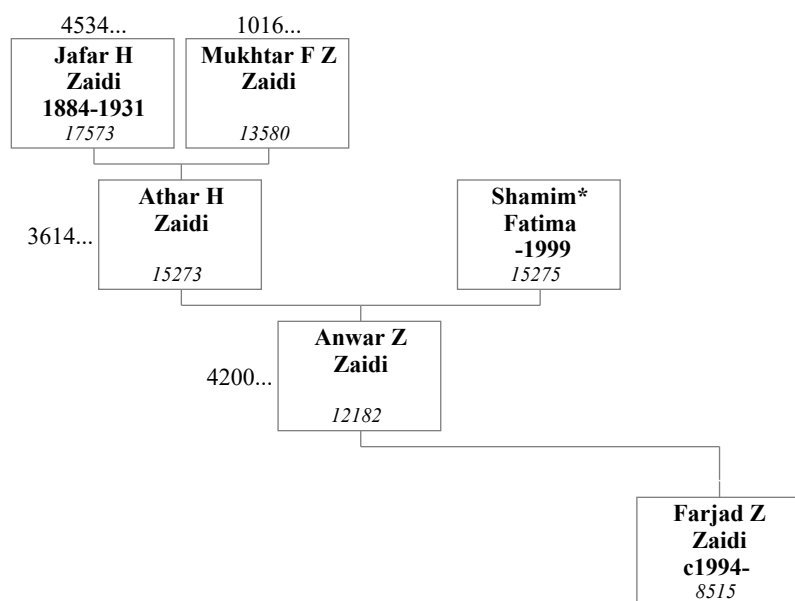 4534...
1016...
Jafar H
Zaidi
1884-1931
17573
Mukhtar F Z
Zaidi
13580
3614...
Athar H
Zaidi
15273
Shamim*
Fatima
-1999
15275
4200...
Anwar Z
Zaidi
12182
Farjad Z
Zaidi
c1994-
8515